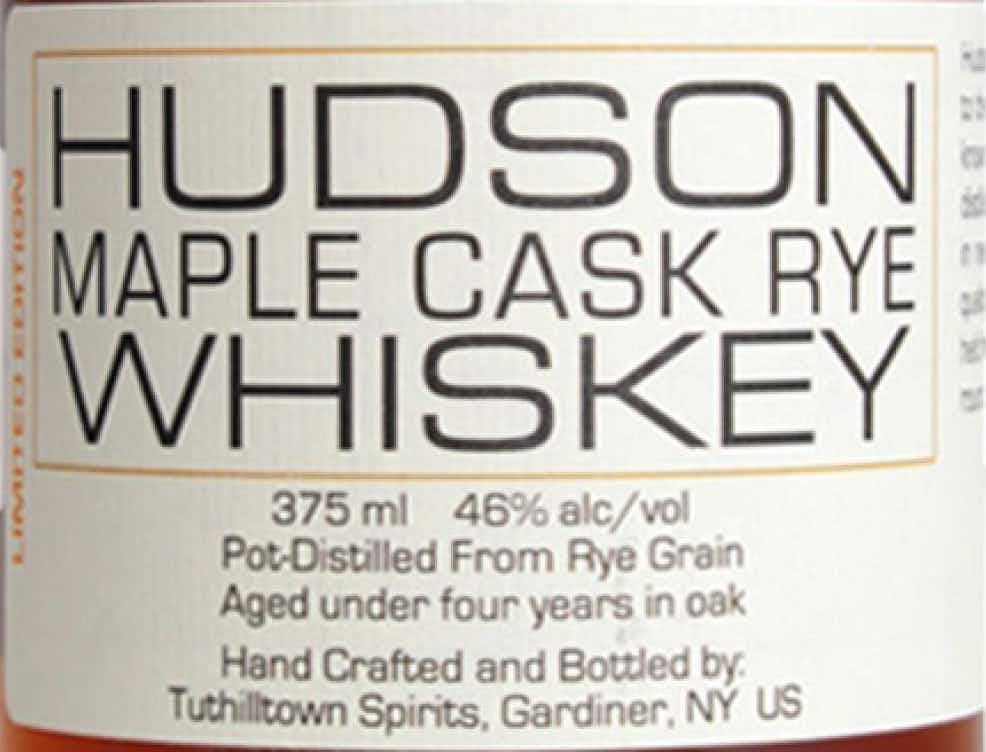 HUDSON
MAPLE CASK RYE
WHISKEY
LIMITED EDITION
375 ml 46% alc/vol
Pot-Distilled From Rye Grain
Aged under four years in oak
Hand Crafted and Bottled by:
Tuthilltown Spirits, Gardiner, NY US